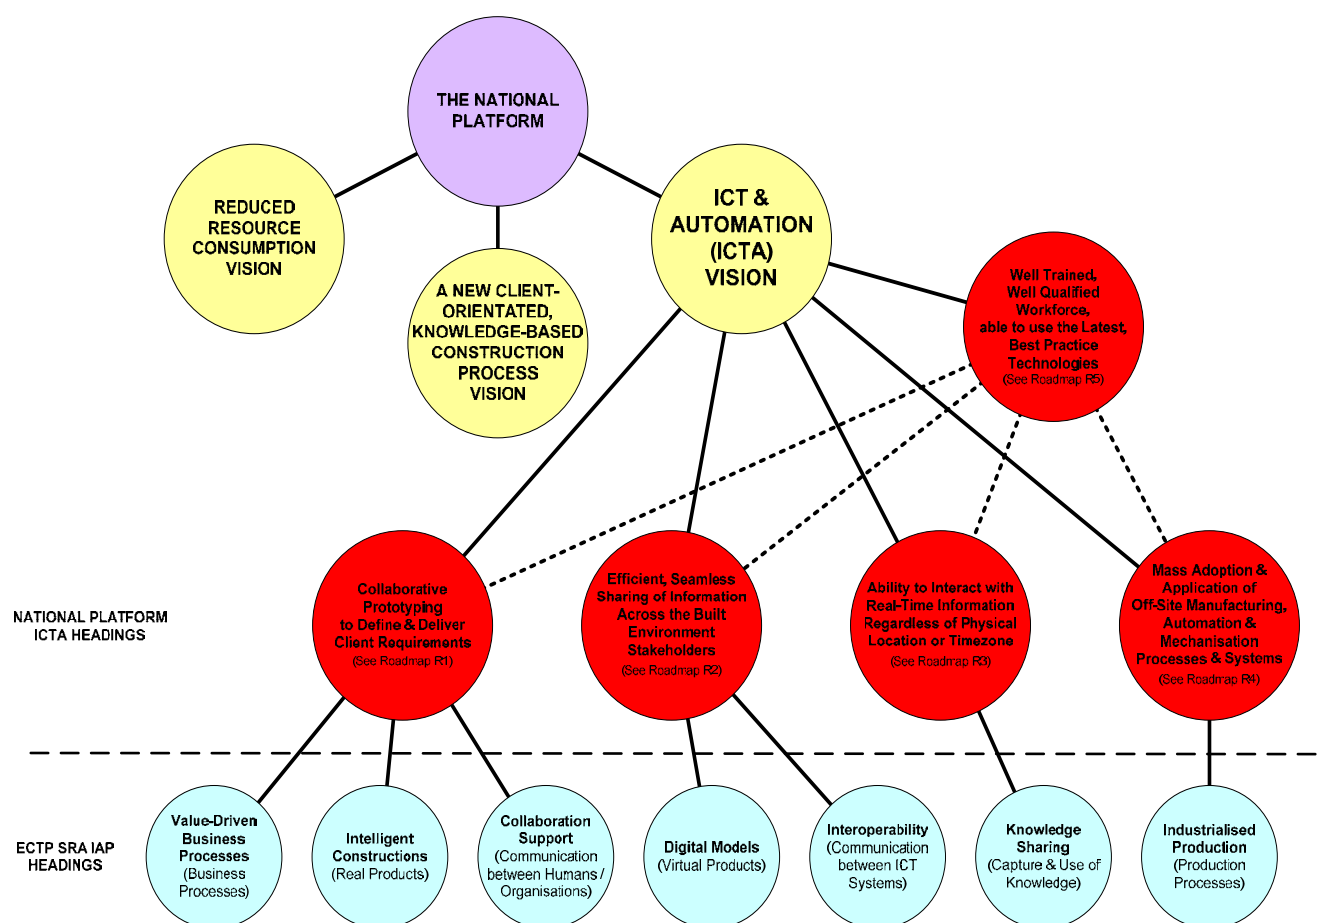 THE NATIONAL
PLATFORM
REDUCED
RESOURCE
CONSUMPTION
VISION
A NEW CLIENT-
ORIENTATED,
KNOWLEDGE-BASED
CONSTRUCTION
PROCESS
VISION
ICT &
AUTOMATION
(ICTA)
VISION
Well Trained,
Well Qualified
Workforce,
able to use the Latest,
Best Practice
Technologies
(See Roadmap R5)
NATIONAL PLATFORM
ICTA HEADINGS
Collaborative
Prototyping
to Define & Deliver
Client Requirements
(See Roadmap R1)
Efficient, Seamless
Sharing of Information
Across the Built
Environment
Stakeholders
(See Roadmap R2)
Ability to Interact with
Real-Time Information
Regardless of Physical
Location or Timezone
(See Roadmap R3)
Mass Adoption &
Application of
Off-Site Manufacturing,
Automation &
Mechanisation
Processes & Systems
(See Roadmap R4)
ECTP SRA IAP
HEADINGS
Value-Driven
Business
Processes
(Business
Processes)
Intelligent
Constructions
(Real Products)
Collaboration
Support
(Communication
between Humans /
Organisations)
Digital Models
(Virtual Products)
Interoperability
(Communication
between ICT
Systems)
Knowledge
Sharing
(Capture & Use of
Knowledge)
Industrialised
Production
(Production
Processes)